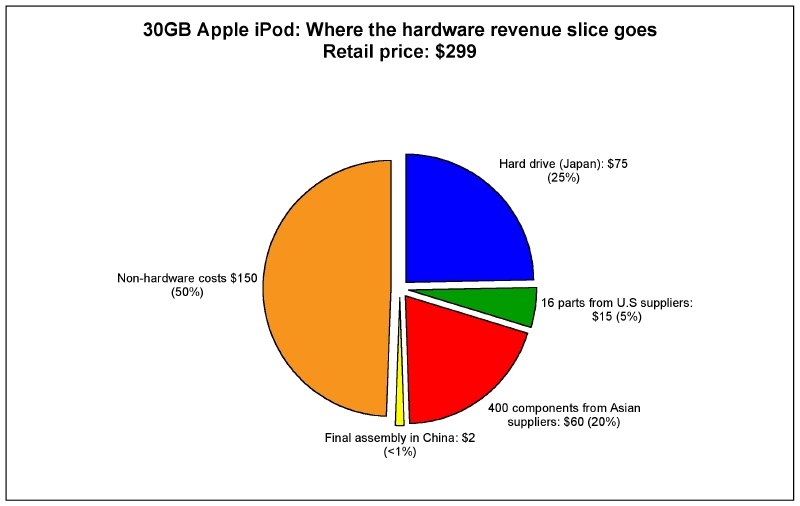 30GB Apple iPod: Where the hardware revenue slice goes
Retail price: $299
Hard drive (Japan): $75
(25%)
Non-hardware costs $150
(50%)
16 parts from U.S suppliers:
$15 (5%)
400 components from Asian
suppliers: $60 (20%)
Final assembly in China: $2
(<1%)